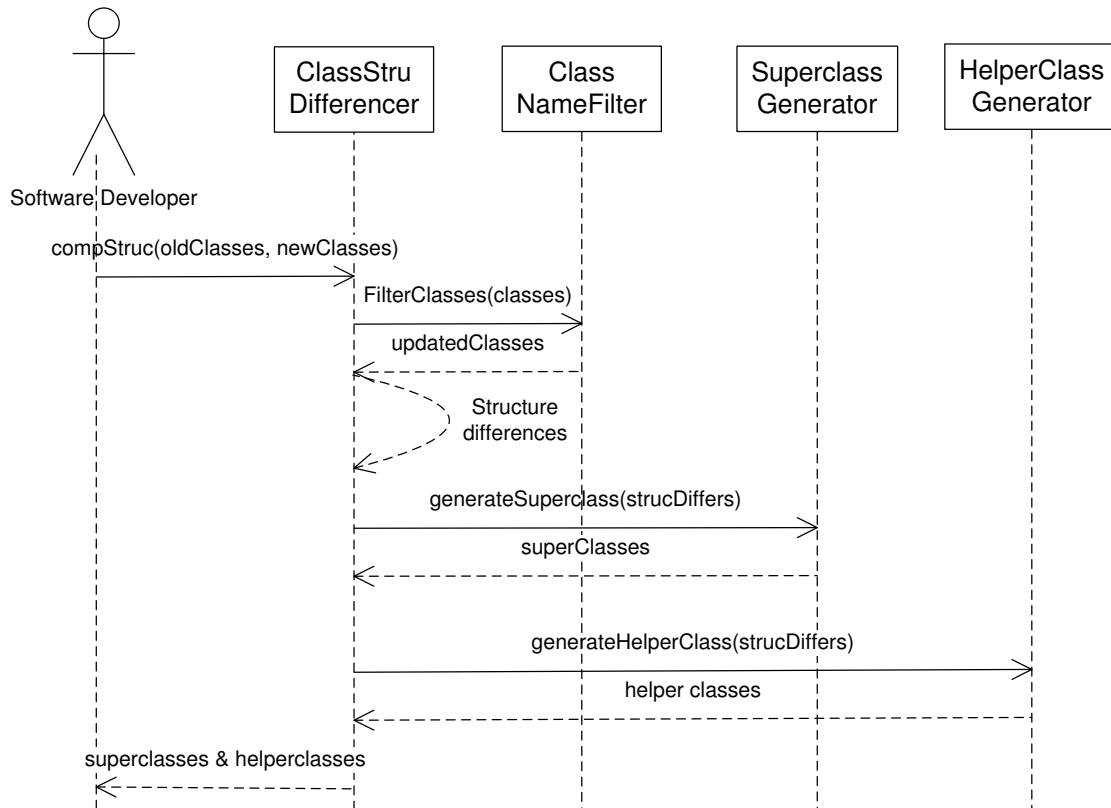 ClassStru
Differencer
Class
NameFilter
Superclass
Generator
HelperClass
Generator
Software Developer
compStruc(oldClasses, newClasses)
FilterClasses(classes)
updatedClasses
Structure
differences
generateSuperclass(strucDiffers)
superClasses
generateHelperClass(strucDiffers)
helper classes
superclasses & helperclasses